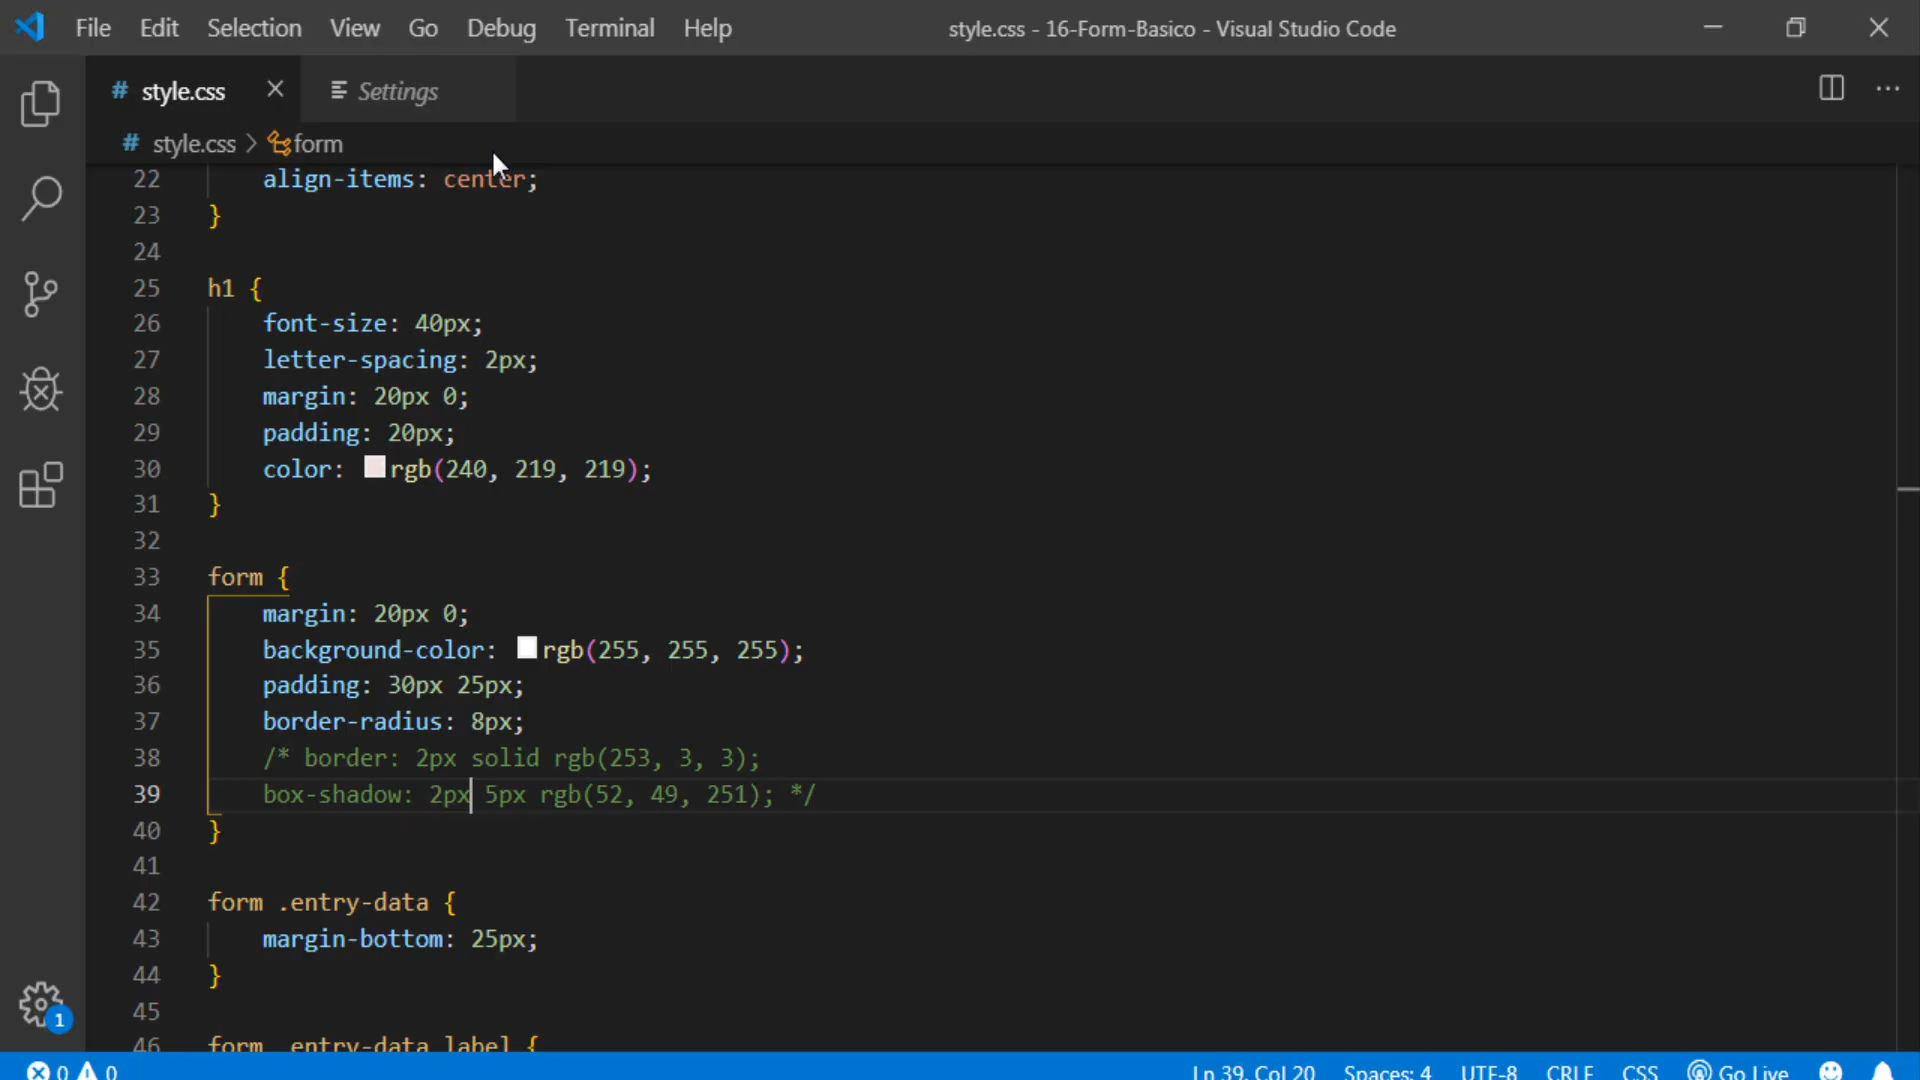 File Edit Selection View Go Debug Terminal Help style.css - 16-Form-Basico - Visual Studio Code
# style.css Settings ...
# style.css > form
22 align-items: center;
23 }
24
25 h1 {
26 font-size: 40px;
27 letter-spacing: 2px;
28 margin: 20px 0;
29 padding: 20px;
30 color: rgb(240, 219, 219);
31 }
32
33 form {
34 margin: 20px 0;
35 background-color: rgb(255, 255, 255);
36 padding: 30px 25px;
37 border-radius: 8px;
38 /* border: 2px solid rgb(253, 3, 3);
39 box-shadow: 2px 5px rgb(52, 49, 251); */
40 }
41
42 form .entry-data {
43 margin-bottom: 25px;
44 }
45
46 form .entry-data label {
1
0 0 Ln 39, Col 20 Spaces: 4 UTF-8 CRLF CSS Go Live